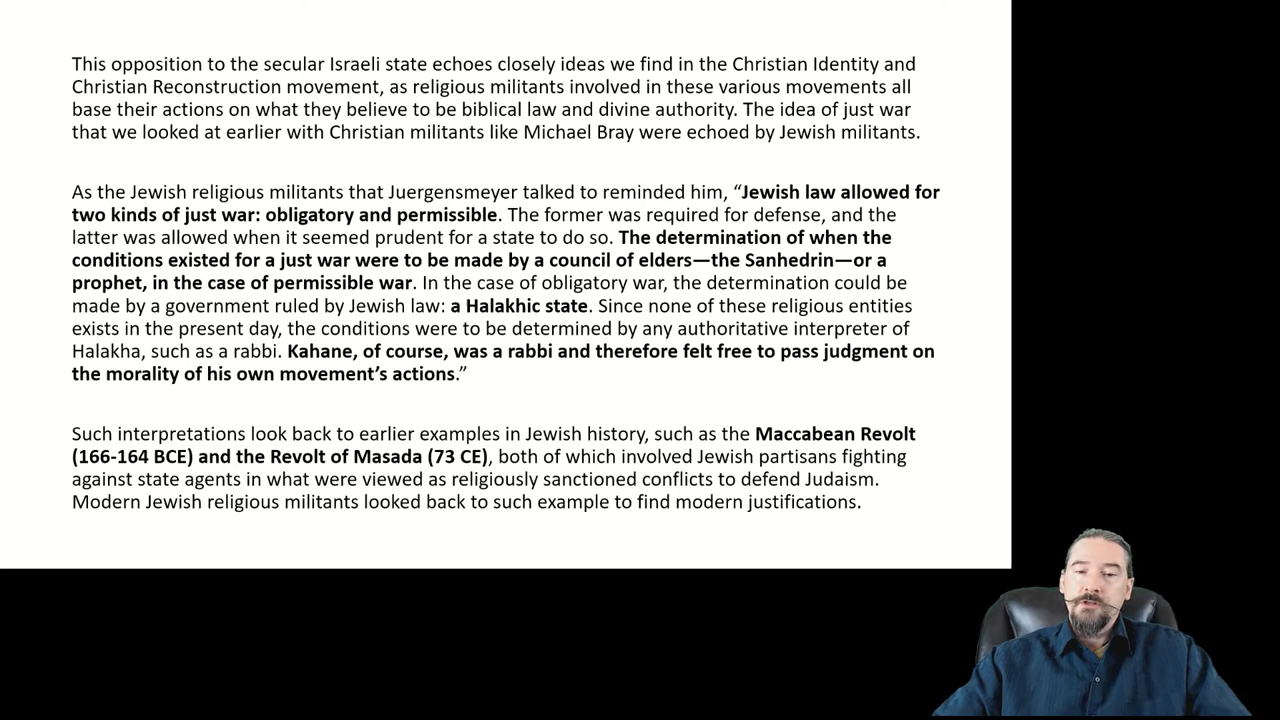 This opposition to the secular Israeli state echoes closely ideas we find in the Christian Identity and
Christian Reconstruction movement, as religious militants involved in these various movements all
base their actions on what they believe to be biblical law and divine authority. The idea of just war
that we looked at earlier with Christian militants like Michael Bray were echoed by Jewish militants.
As the Jewish religious militants that Juergensmeyer talked to reminded him, “Jewish law allowed for
two kinds of just war: obligatory and permissible. The former was required for defense, and the
latter was allowed when it seemed prudent for a state to do so. The determination of when the
conditions existed for a just war were to be made by a council of elders—the Sanhedrin—or a
prophet, in the case of permissible war. In the case of obligatory war, the determination could be
made by a government ruled by Jewish law: a Halakhic state. Since none of these religious entities
exists in the present day, the conditions were to be determined by any authoritative interpreter of
Halakha, such as a rabbi. Kahane, of course, was a rabbi and therefore felt free to pass judgment on
the morality of his own movement’s actions.”
Such interpretations look back to earlier examples in Jewish history, such as the Maccabean Revolt
(166-164 BCE) and the Revolt of Masada (73 CE), both of which involved Jewish partisans fighting
against state agents in what were viewed as religiously sanctioned conflicts to defend Judaism.
Modern Jewish religious militants looked back to such example to find modern justifications.